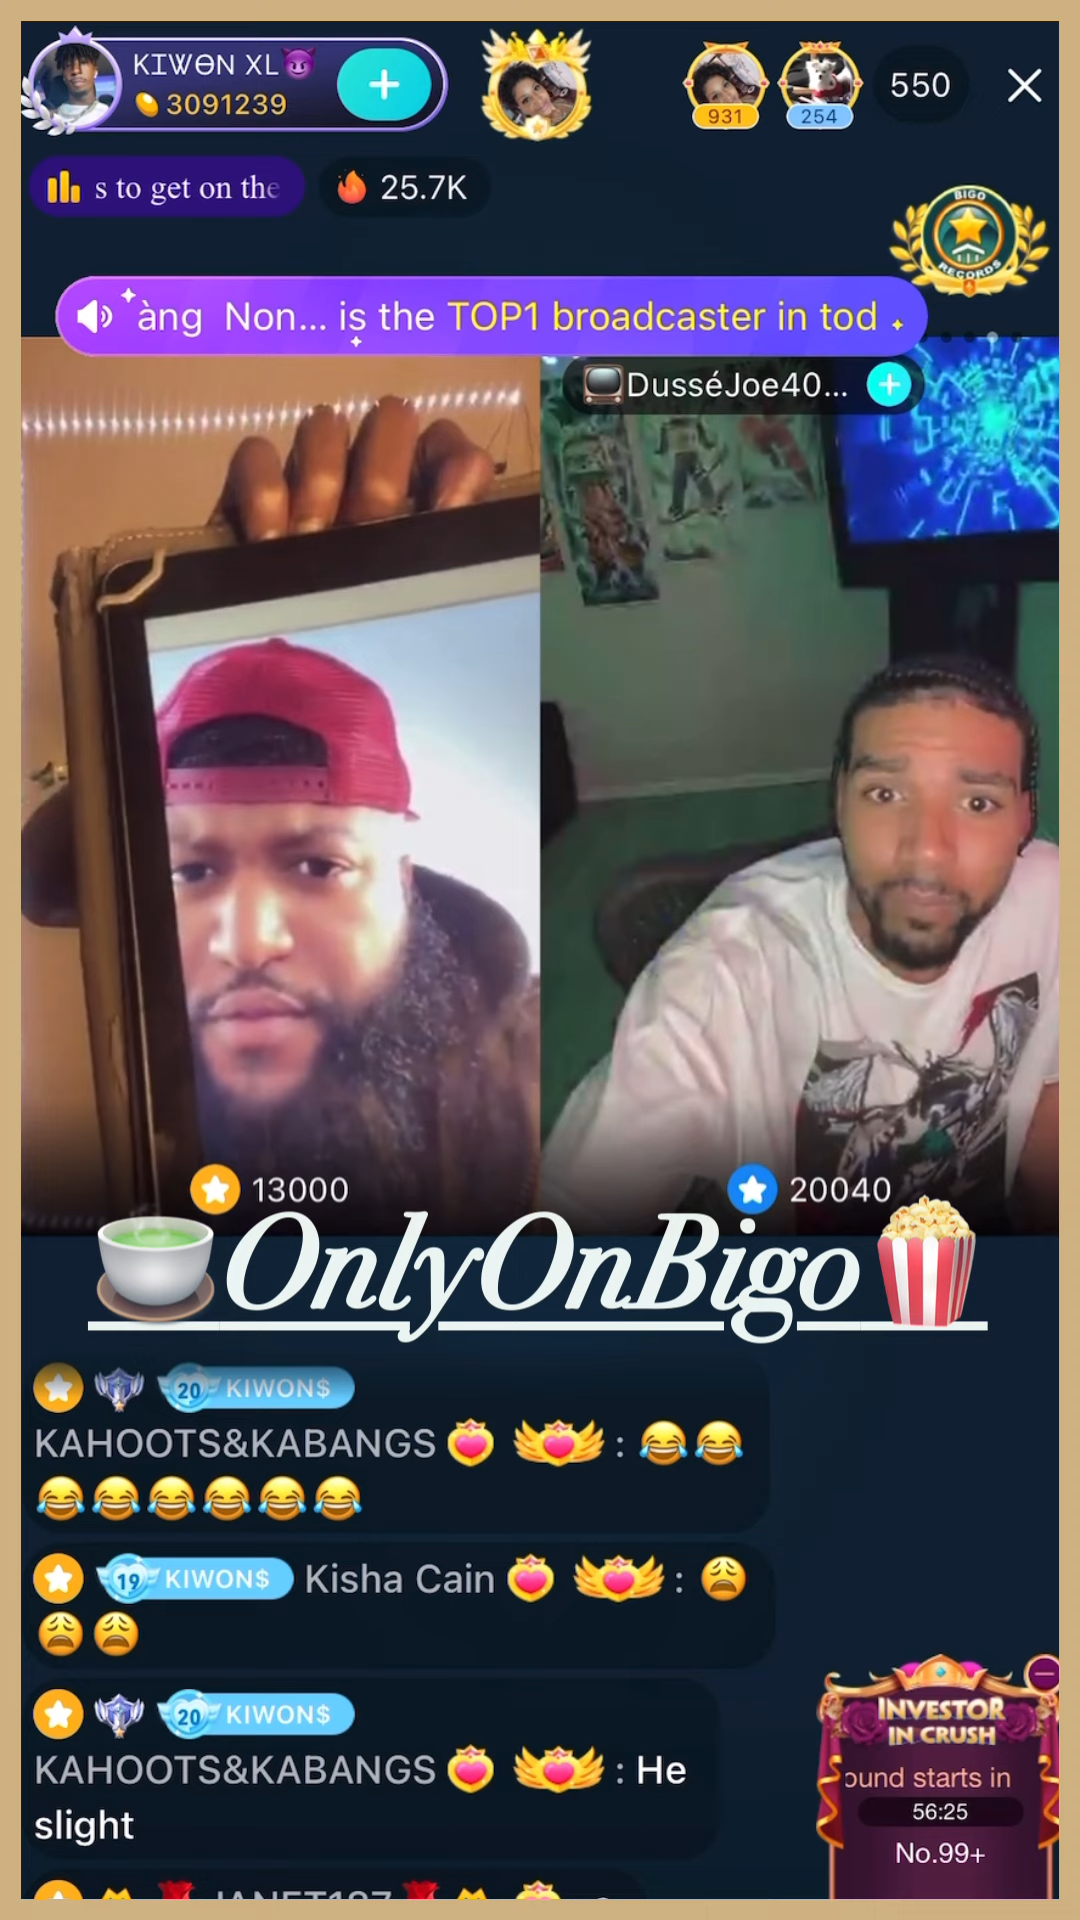 KIWӨN XL😈
3091239
931
254
550
s to get on the
25.7K
BIGO
RECORDS
àng Non... is the TOP1 broadcaster in tod
📺DusséJoe40...
13000
20040
🍵OnlyOnBigo🍿
20 KIWON$
KAHOOTS&KABANGS : 😂😂
😂😂😂😂😂😂
19 KIWON$ Kisha Cain : 😩
😩😩
20 KIWON$
KAHOOTS&KABANGS : He
slight
INVESTOR
IN CRUSH
ound starts in
56:25
No.99+